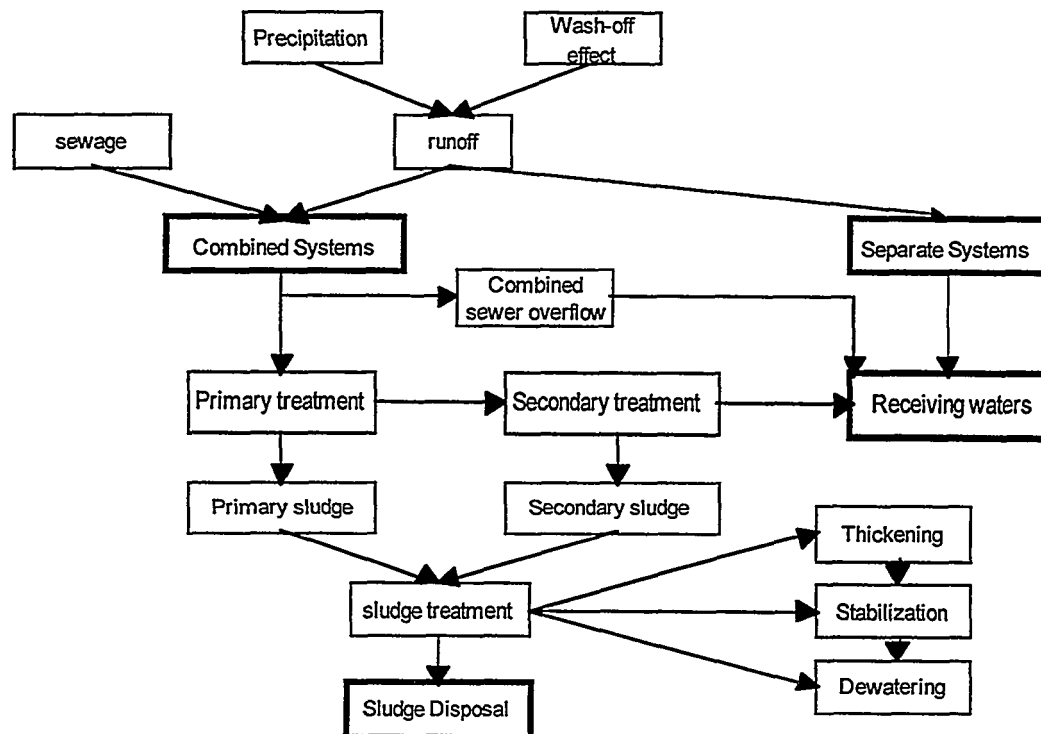 Precipitation
Wash-off
effect
sewage
runoff
Combined Systems
Separate Systems
Combined
sewer overflow
Primary treatment
Secondary treatment
Receiving waters
Primary sludge
Secondary sludge
Thickening
sludge treatment
Stabilization
Dewatering
Sludge Disposal